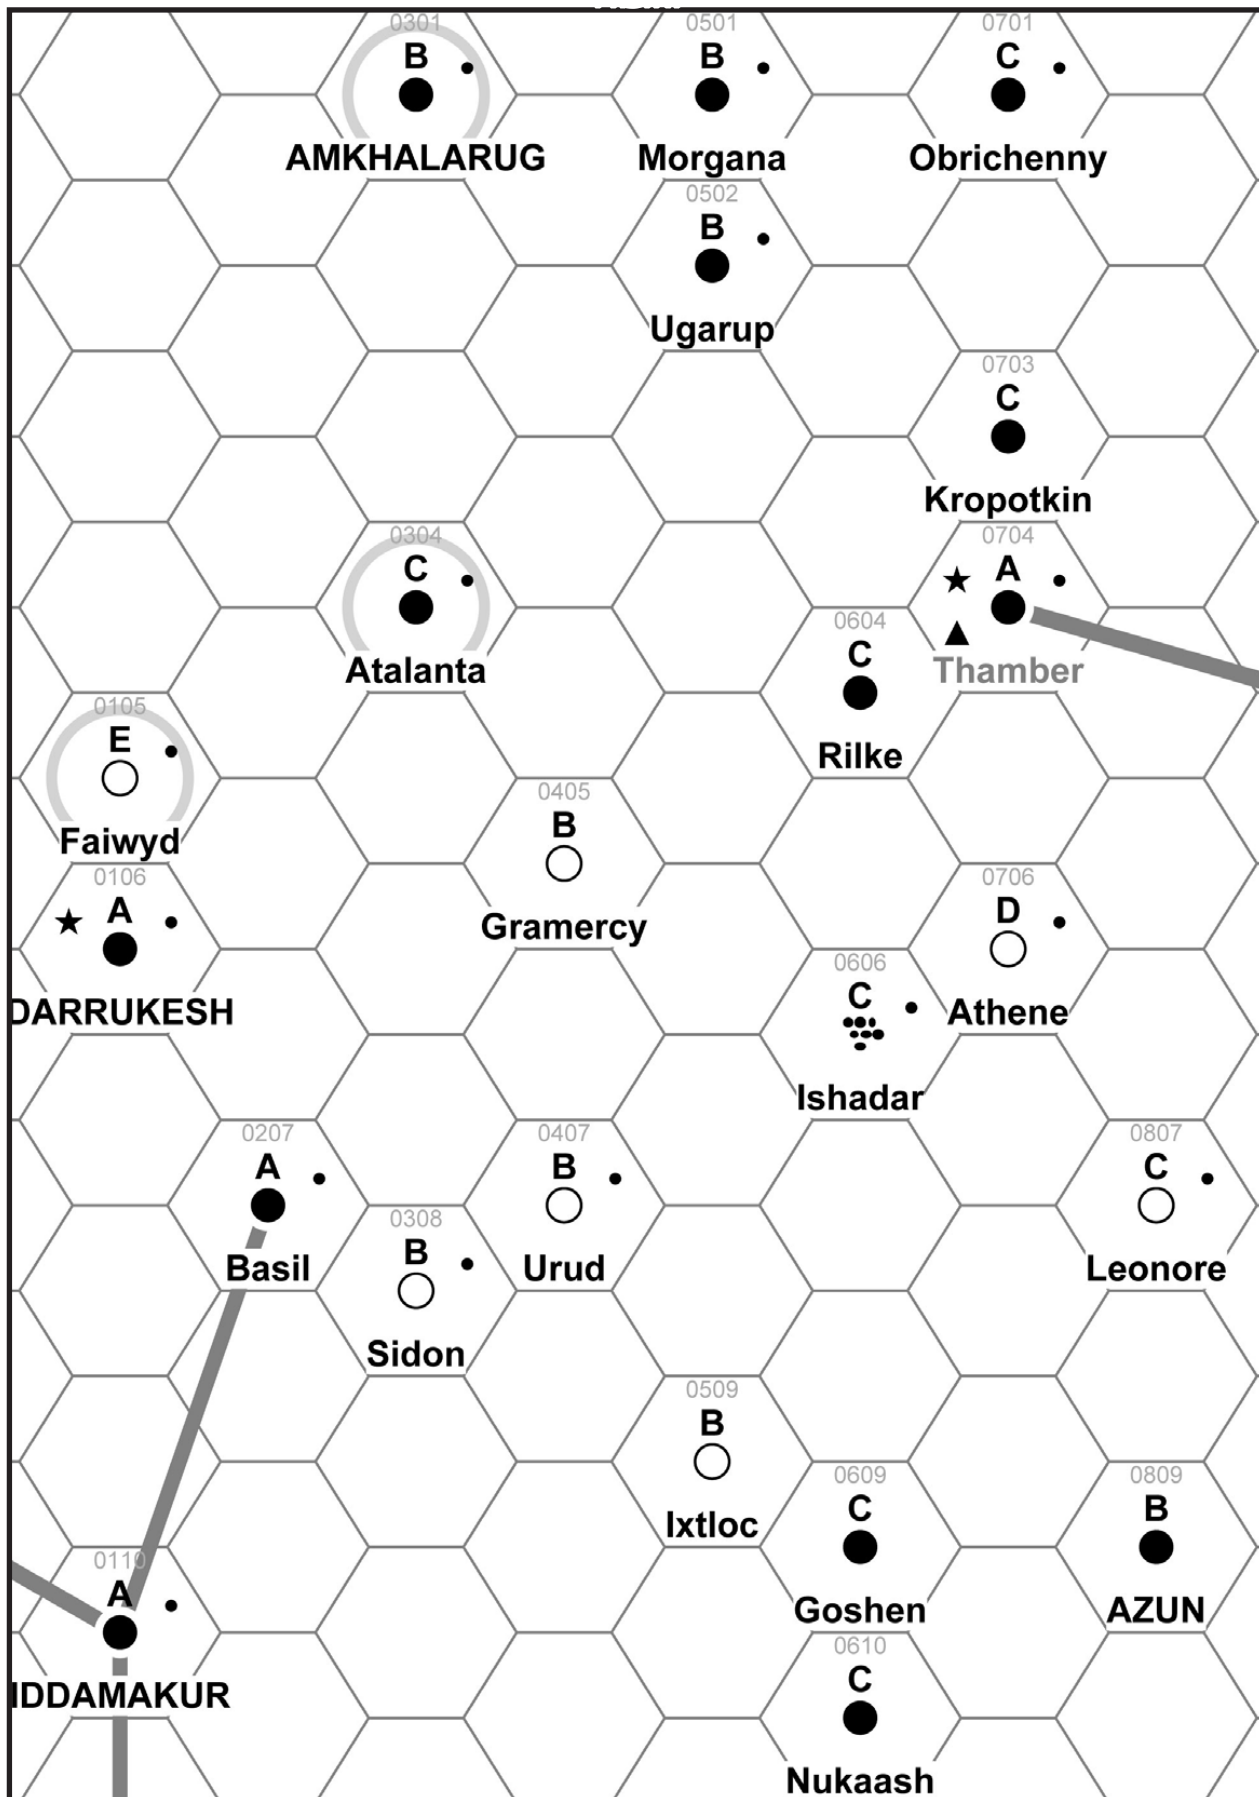 0301
B
AMKHALARUG
0501
B
Morgana
0701
C
Obrichenny
0502
B
Ugarup
0703
C
Kropotkin
0304
C
Atalanta
0704
A
Thamber
0604
C
Rilke
0105
E
Faiwyd
0405
B
Gramercy
0106
A
DARRUKESH
0706
D
Athene
0606
C
Ishadar
0207
A
Basil
0407
B
Urud
0807
C
Leonore
0308
B
Sidon
0509
B
Ixtloc
0609
C
Goshen
0809
B
AZUN
0110
A
IDDAMAKUR
0610
C
Nukaash